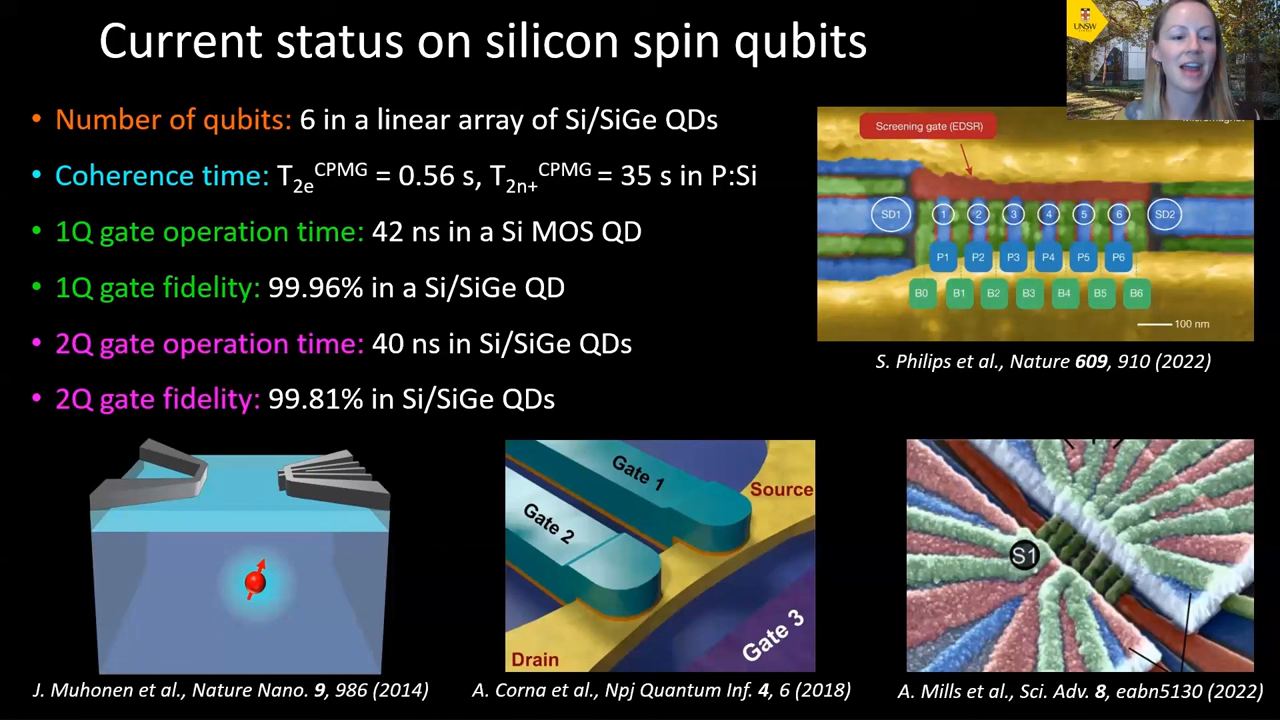 Current status on silicon spin qubits
UNSW
• Number of qubits: 6 in a linear array of Si/SiGe QDs
• Coherence time: T2eCPMG = 0.56 s, T2n+CPMG = 35 s in P:Si
• 1Q gate operation time: 42 ns in a Si MOS QD
• 1Q gate fidelity: 99.96% in a Si/SiGe QD
• 2Q gate operation time: 40 ns in Si/SiGe QDs
• 2Q gate fidelity: 99.81% in Si/SiGe QDs
Screening gate (EDSR)
SD1 1 2 3 4 5 6 SD2
P1 P2 P3 P4 P5 P6
B0 B1 B2 B3 B4 B5 B6
100 nm
S. Philips et al., Nature 609, 910 (2022)
Gate 1
Source
Gate 2
Gate 3
Drain
S1
J. Muhonen et al., Nature Nano. 9, 986 (2014)
A. Corna et al., Npj Quantum Inf. 4, 6 (2018)
A. Mills et al., Sci. Adv. 8, eabn5130 (2022)